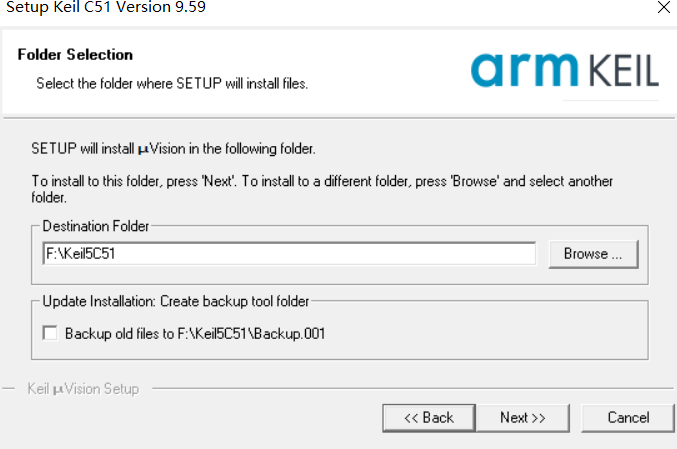 Setup Keil C51 Version 9.59
Folder Selection
Select the folder where SETUP will install files.
arm KEIL
SETUP will install µVision in the following folder.
To install to this folder, press 'Next'. To install to a different folder, press 'Browse' and select another
folder.
Destination Folder
F:\Keil5C51
Browse ...
Update Installation: Create backup tool folder
Backup old files to F:\Keil5C51\Backup.001
Keil µVision Setup
<< Back
Next >>
Cancel